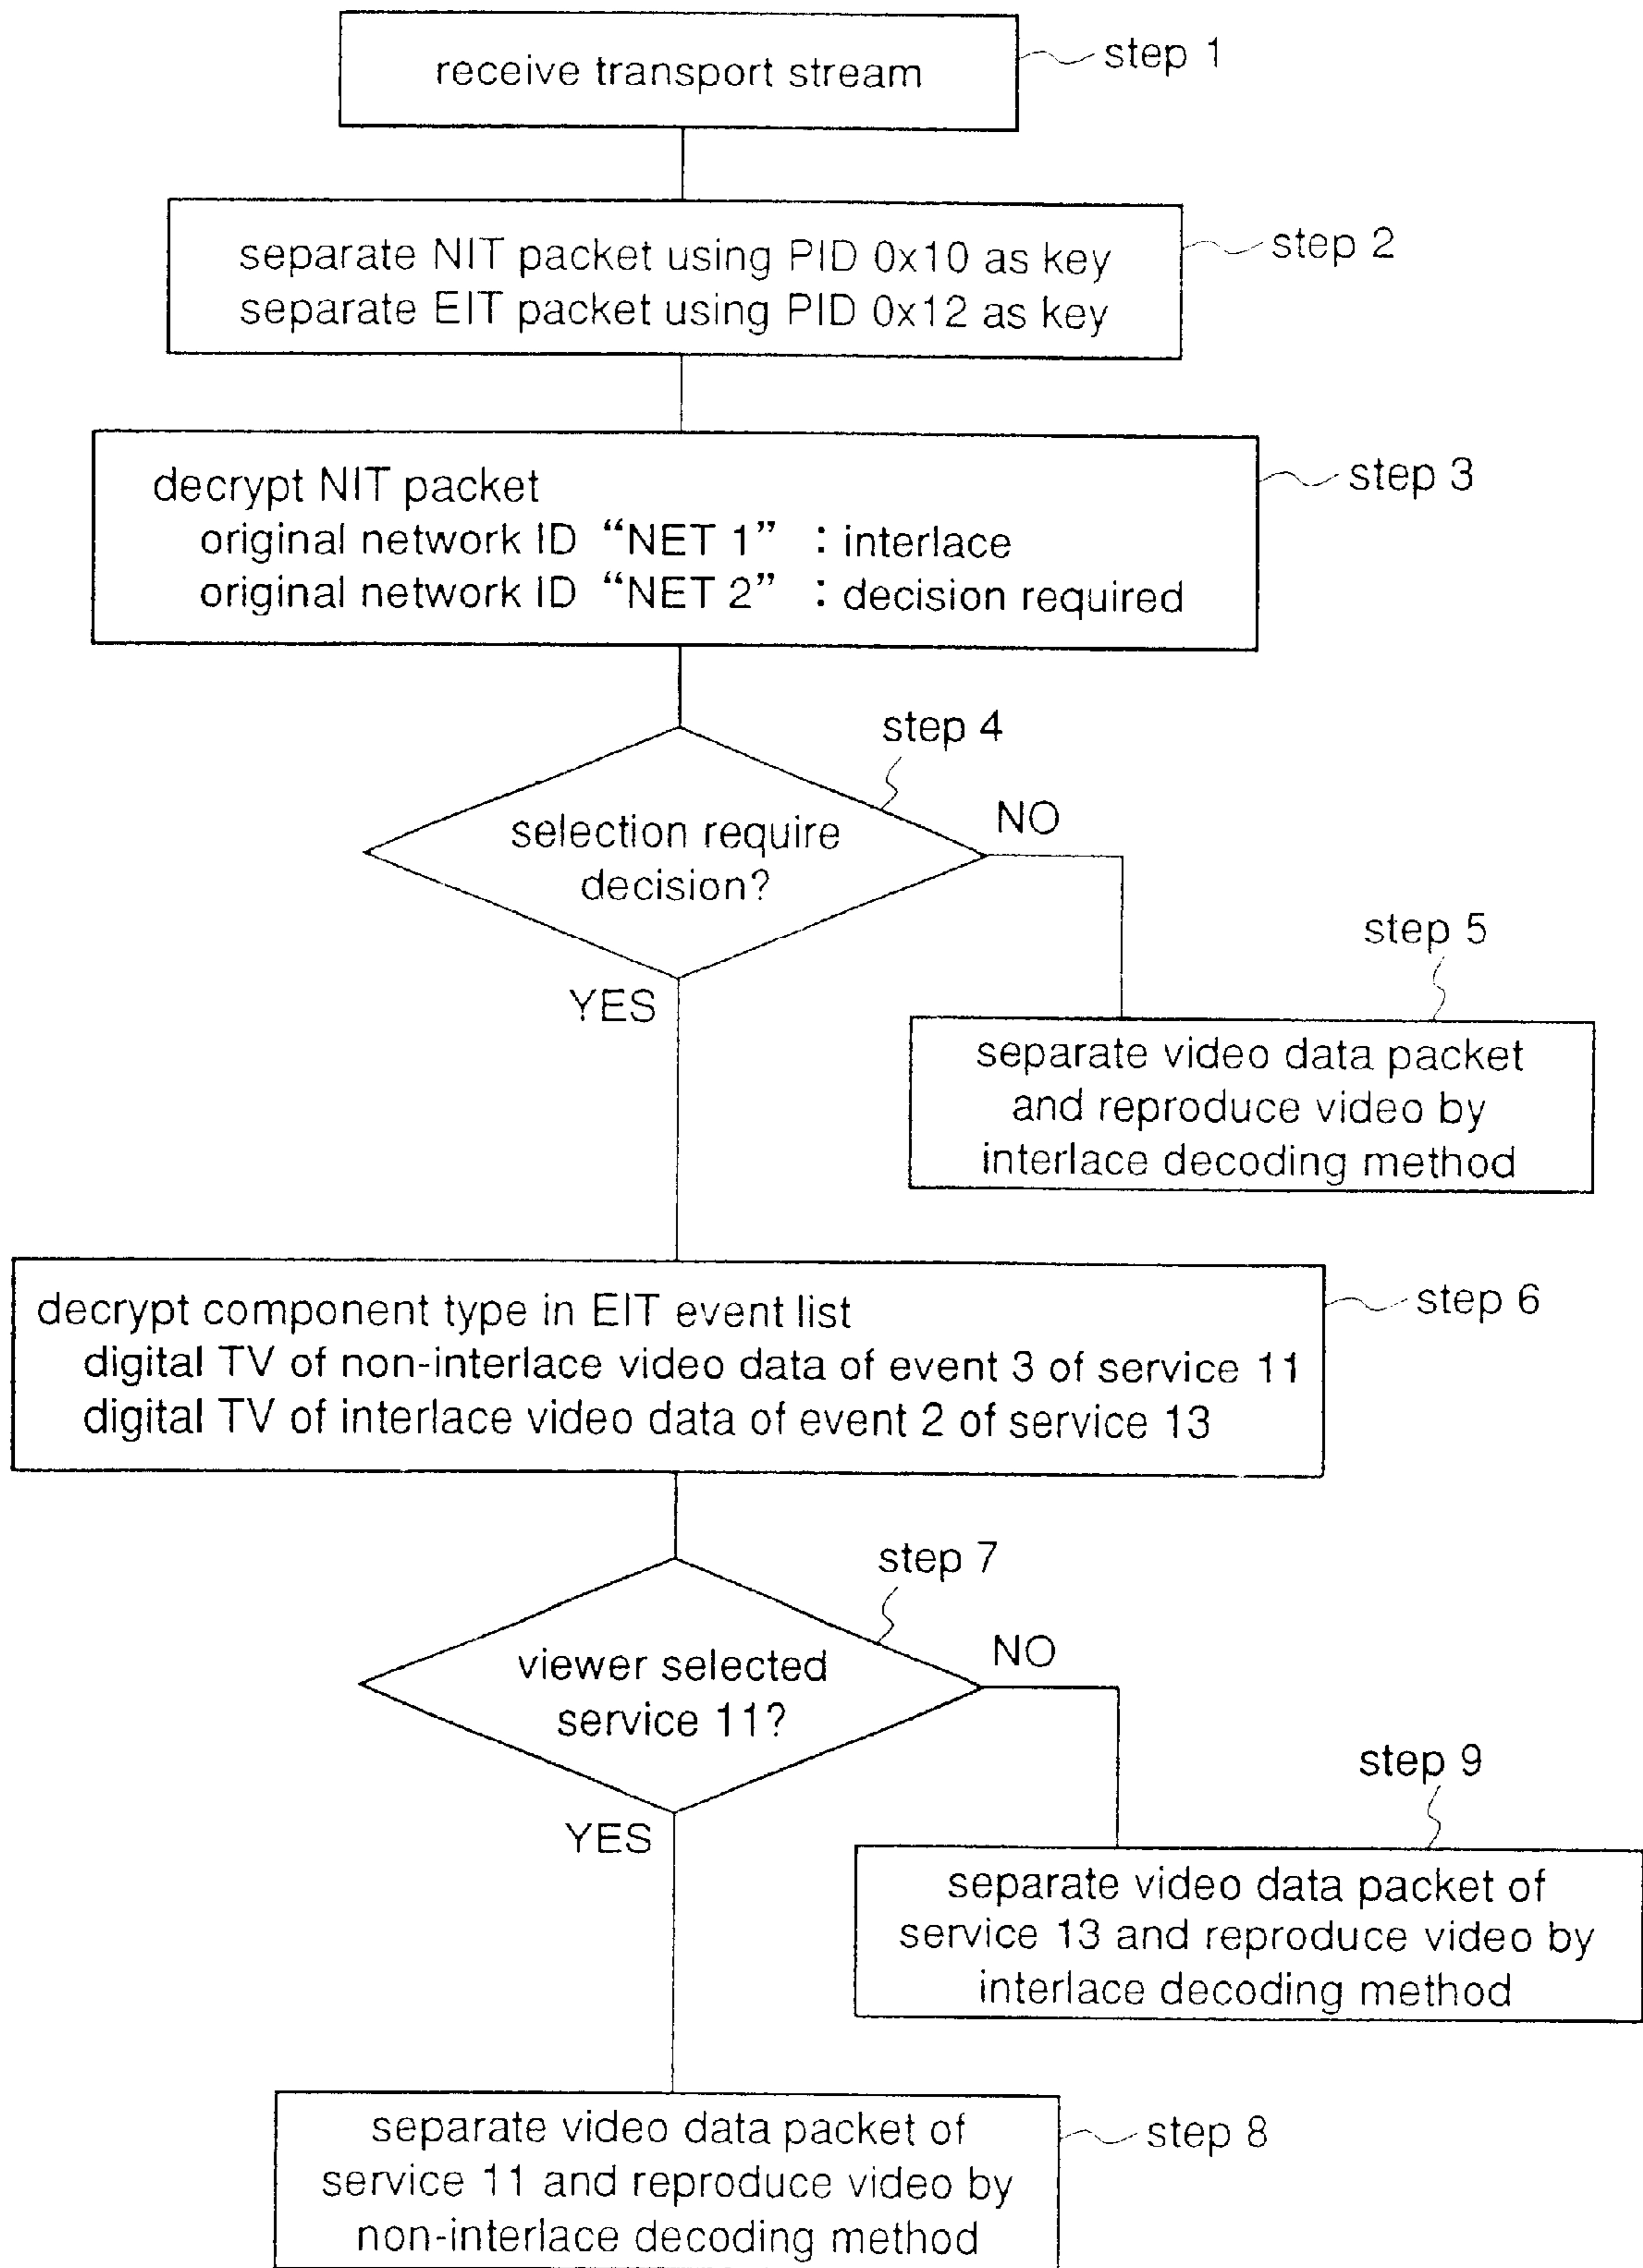 receive transport stream
step 1
separate NIT packet using PID 0x10 as key
separate EIT packet using PID 0x12 as key
step 2
decrypt NIT packet
original network ID “NET 1” : interlace
original network ID “NET 2” : decision required
step 3
step 4
selection require
decision?
NO
YES
step 5
separate video data packet
and reproduce video by
interlace decoding method
decrypt component type in EIT event list
digital TV of non-interlace video data of event 3 of service 11
digital TV of interlace video data of event 2 of service 13
step 6
step 7
viewer selected
service 11?
NO
YES
step 9
separate video data packet of
service 13 and reproduce video by
interlace decoding method
separate video data packet of
service 11 and reproduce video by
non-interlace decoding method
step 8